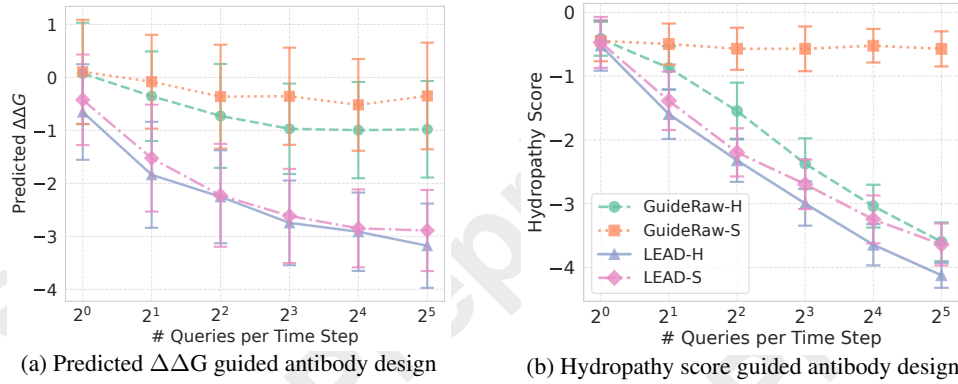 1
0
−1
−2
−3
−4
Predicted ΔΔG
2^0 2^1 2^2 2^3 2^4 2^5
# Queries per Time Step
(a) Predicted ΔΔG guided antibody design
−0
−1
−2
−3
−4
Hydropathy Score
GuideRaw-H
GuideRaw-S
LEAD-H
LEAD-S
2^0 2^1 2^2 2^3 2^4 2^5
# Queries per Time Step
(b) Hydropathy score guided antibody design